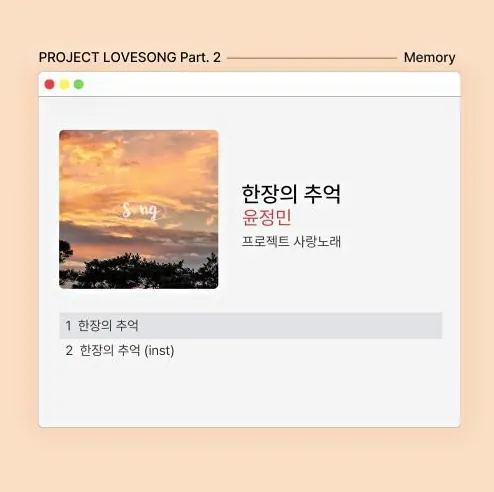 PROJECT LOVESONG Part. 2 Memory
Song
한장의 추억
윤정민
프로젝트 사랑노래
1 한장의 추억
2 한장의 추억 (inst)